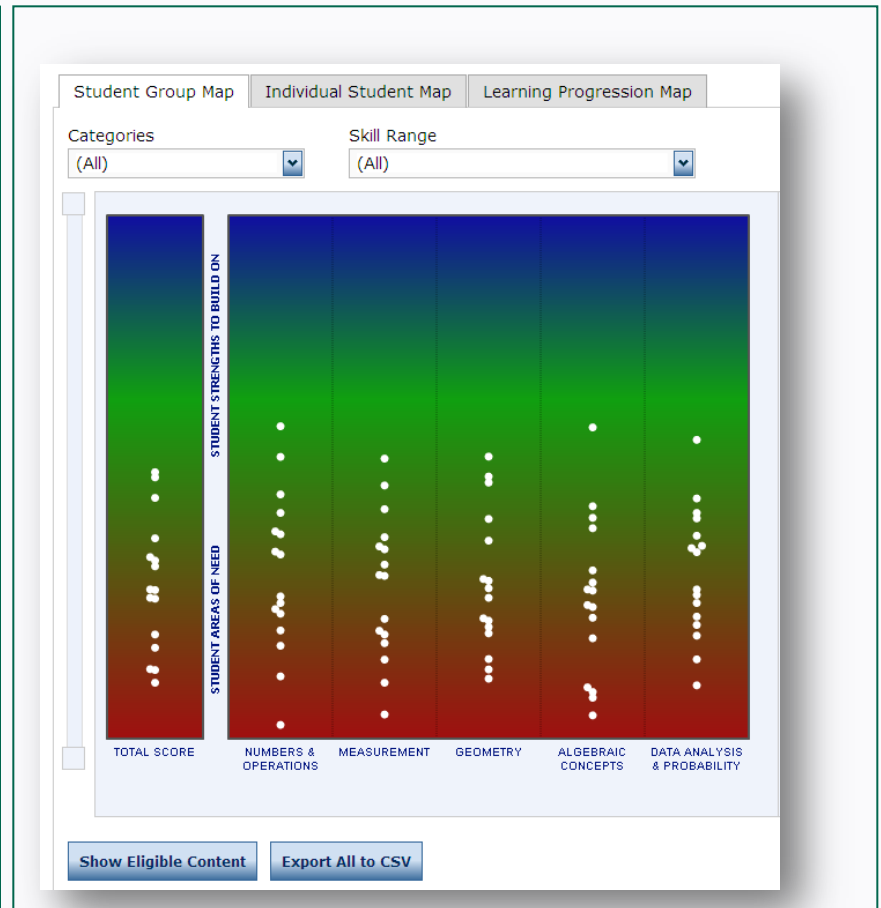 Student Group Map
Individual Student Map
Learning Progression Map
Categories
Skill Range
(All)
(All)
STUDENT STRENGTHS TO BUILD ON
STUDENT AREAS OF NEED
TOTAL SCORE
NUMBERS &
OPERATIONS
MEASUREMENT
GEOMETRY
ALGEBRAIC
CONCEPTS
DATA ANALYSIS
& PROBABILITY
Show Eligible Content
Export All to CSV